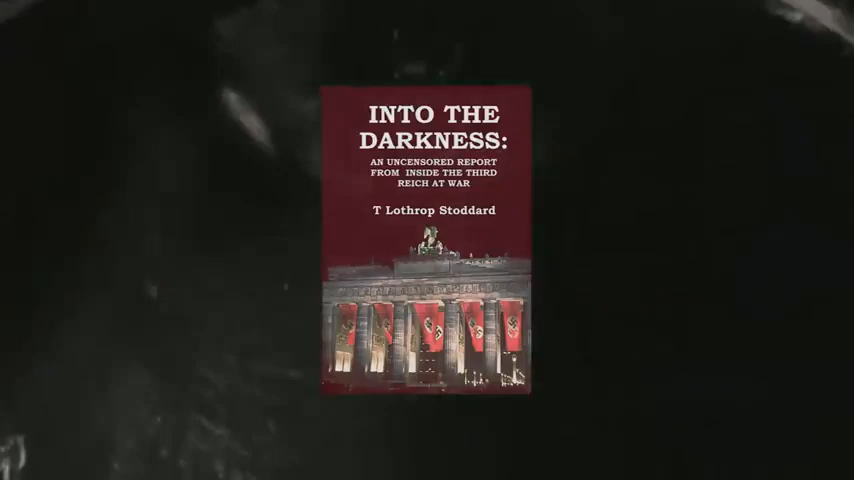 INTO THE
DARKNESS:
AN UNCENSORED REPORT
FROM INSIDE THE THIRD
REICH AT WAR
T Lothrop Stoddard